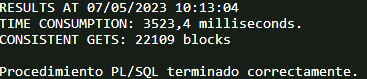 RESULTS AT 07/05/2023 10:13:04
TIME CONSUMPTION: 3523,4 milliseconds.
CONSISTENT GETS: 22109 blocks
Procedimiento PL/SQL terminado correctamente.